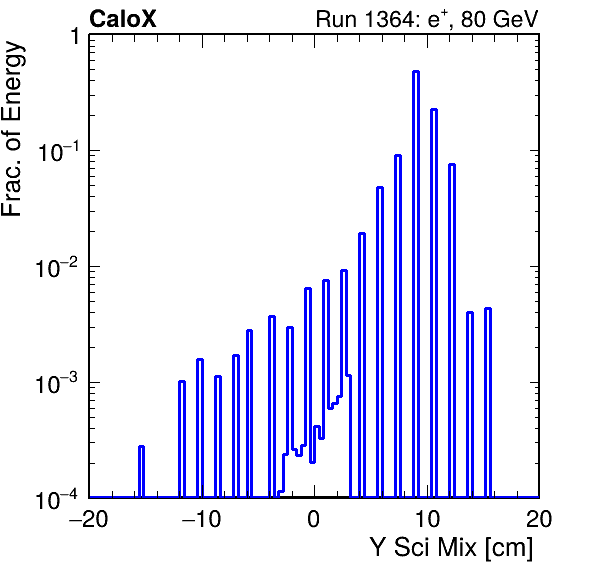 CaloX Run 1364: e⁺, 80 GeV
Frac. of Energy
1
10⁻¹
10⁻²
10⁻³
10⁻⁴
−20 −10 0 10 20
Y Sci Mix [cm]